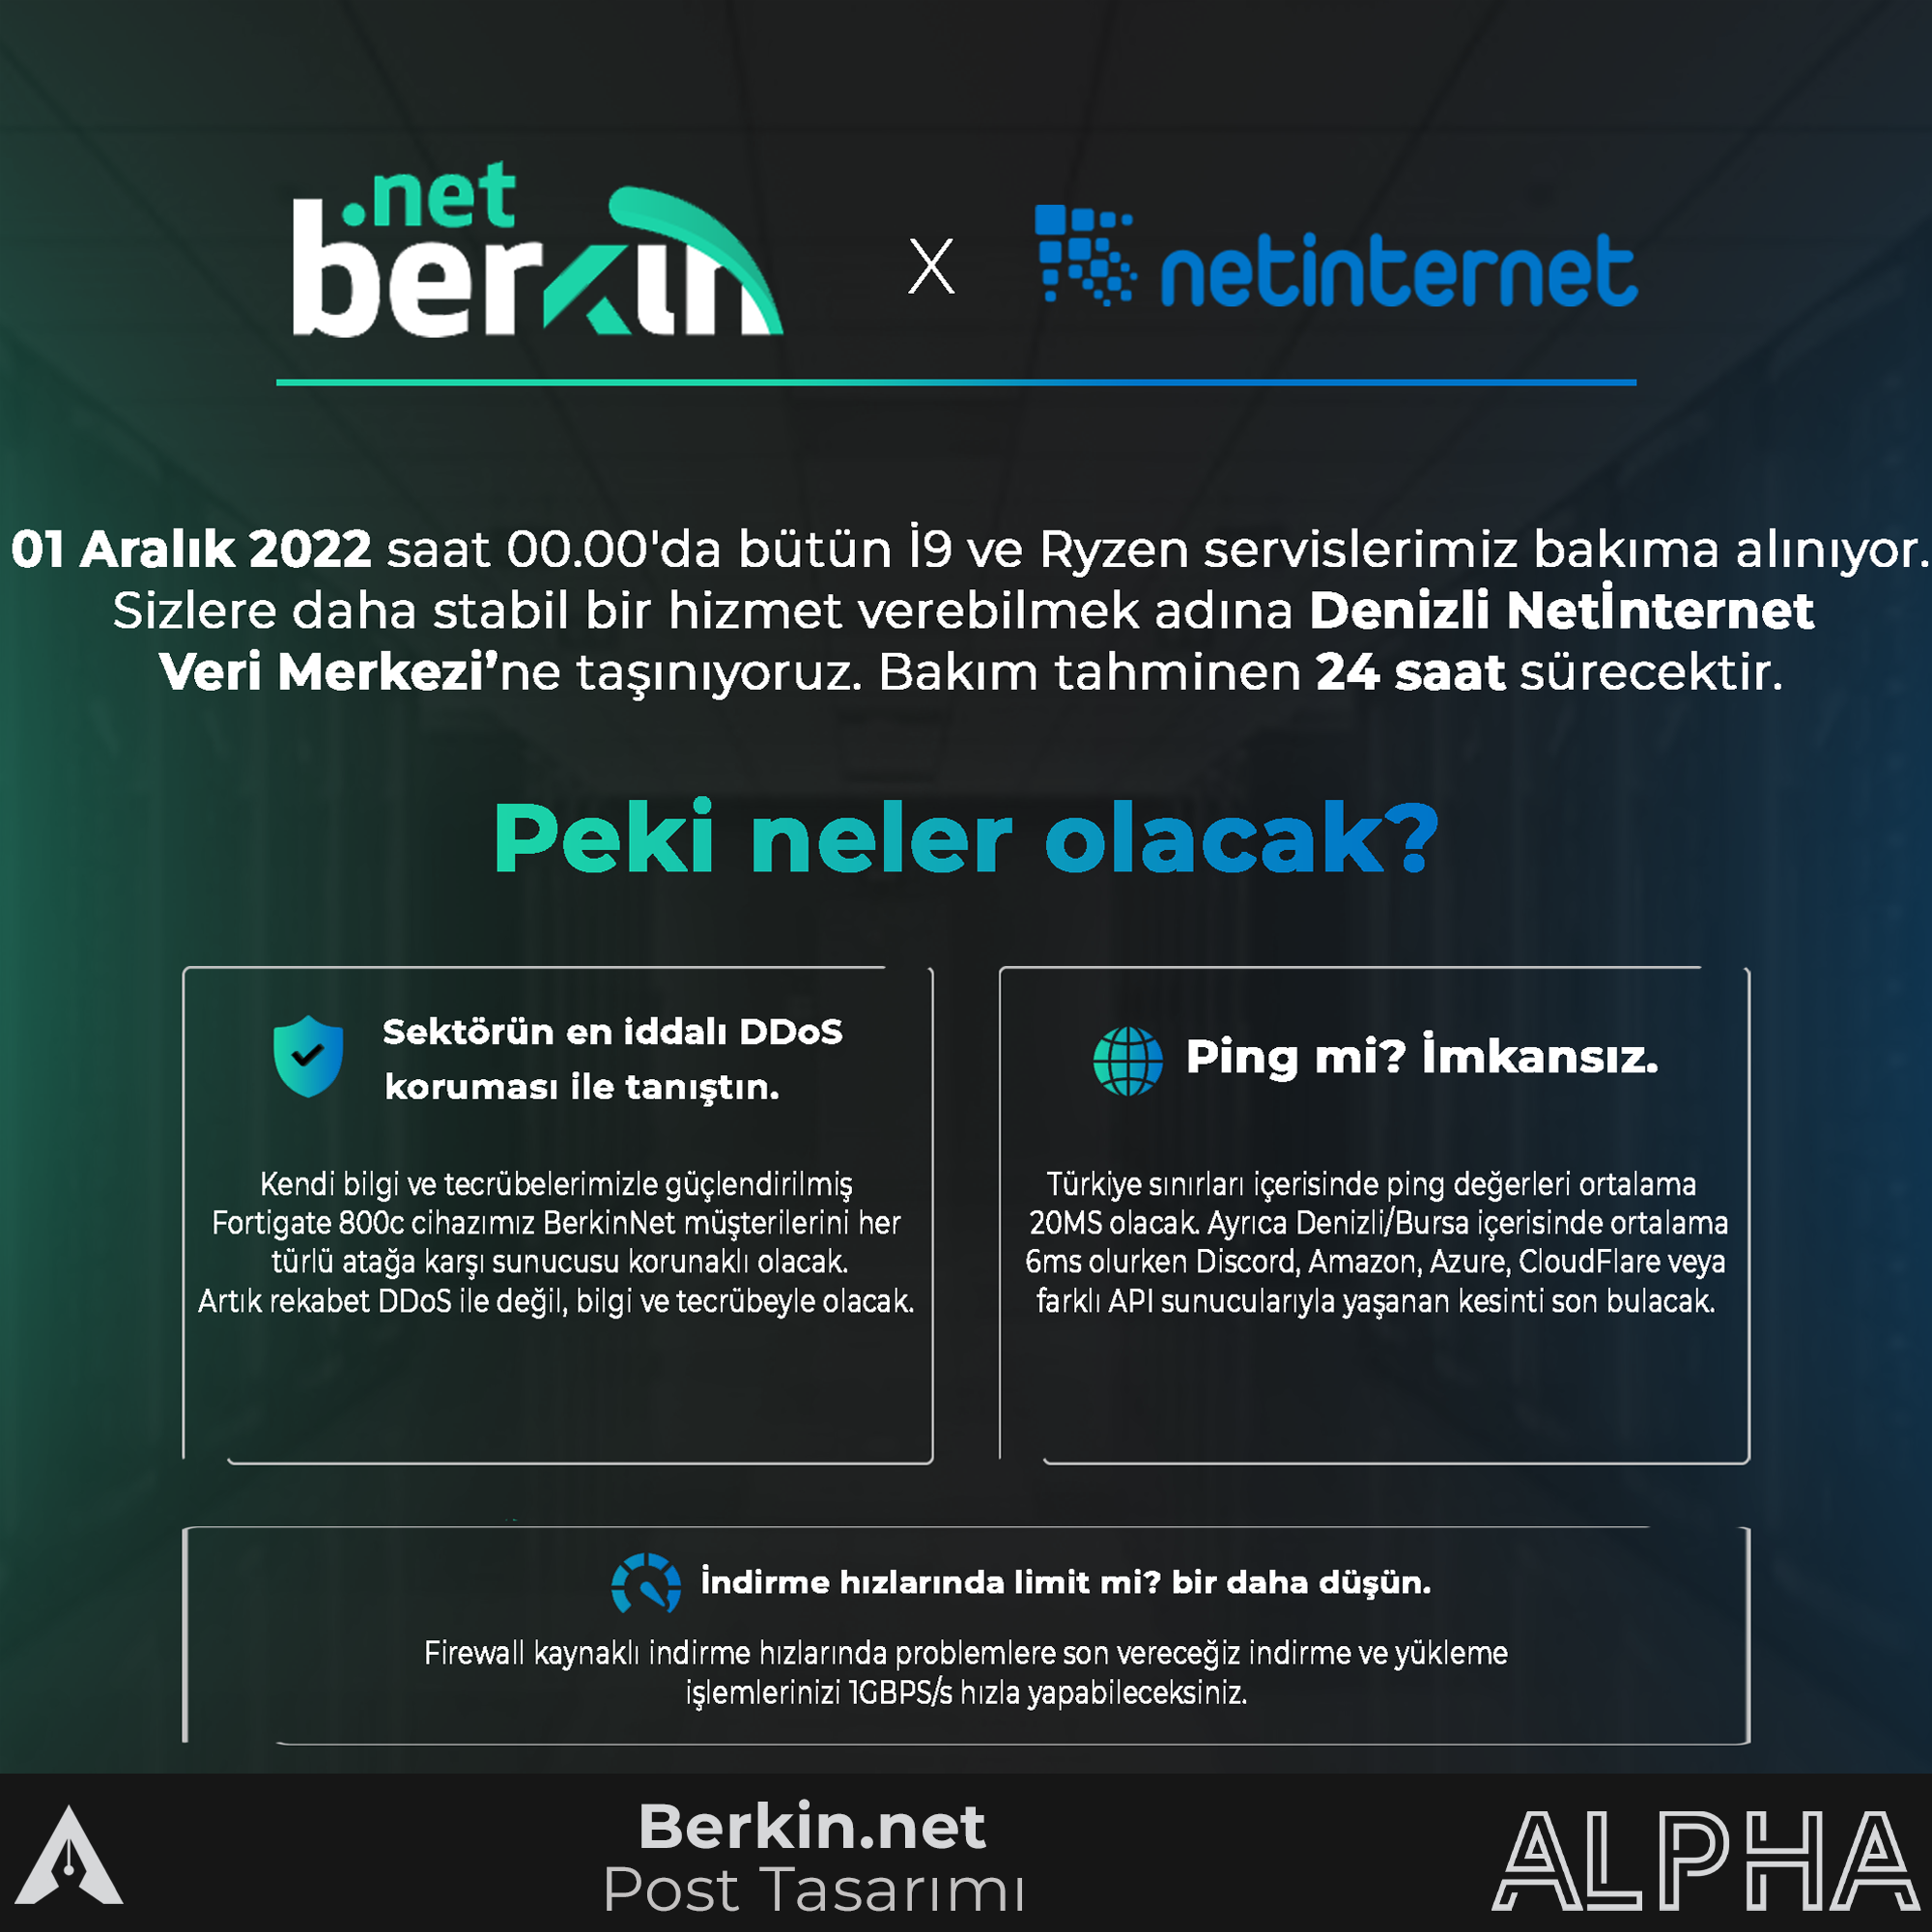 .net
berkin
X
netinternet
01 Aralık 2022 saat 00.00'da bütün İ9 ve Ryzen servislerimiz bakıma alınıyor.
Sizlere daha stabil bir hizmet verebilmek adına Denizli Netİnternet
Veri Merkezi’ne taşınıyoruz. Bakım tahminen 24 saat sürecektir.
Peki neler olacak?
Sektörün en iddalı DDoS
koruması ile tanıştın.
Kendi bilgi ve tecrübelerimizle güçlendirilmiş
Fortigate 800c cihazımız BerkinNet müşterilerini her
türlü atağa karşı sunucusu korunaklı olacak.
Artık rekabet DDoS ile değil, bilgi ve tecrübeyle olacak.
Ping mi? İmkansız.
Türkiye sınırları içerisinde ping değerleri ortalama
20MS olacak. Ayrıca Denizli/Bursa içerisinde ortalama
6ms olurken Discord, Amazon, Azure, CloudFlare veya
farklı API sunucularıyla yaşanan kesinti son bulacak.
İndirme hızlarında limit mi? bir daha düşün.
Firewall kaynaklı indirme hızlarında problemlere son vereceğiz indirme ve yükleme
işlemlerinizi 1GBPS/s hızla yapabileceksiniz.
Berkin.net
Post Tasarımı
ALPHA